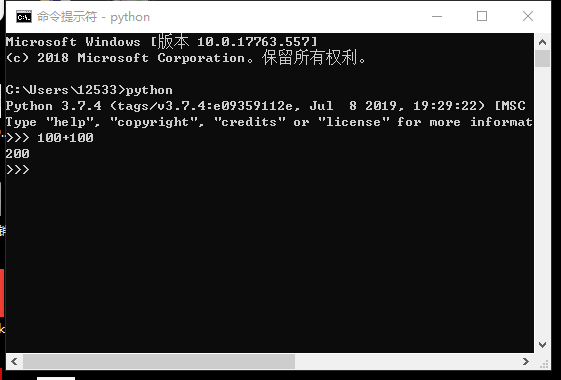 命令提示符 - python
Microsoft Windows [版本 10.0.17763.557]
(c) 2018 Microsoft Corporation。保留所有权利。
C:\Users\12533>python
Python 3.7.4 (tags/v3.7.4:e09359112e, Jul  8 2019, 19:29:22) [MSC
Type "help", "copyright", "credits" or "license" for more informat
>>> 100+100
200
>>>